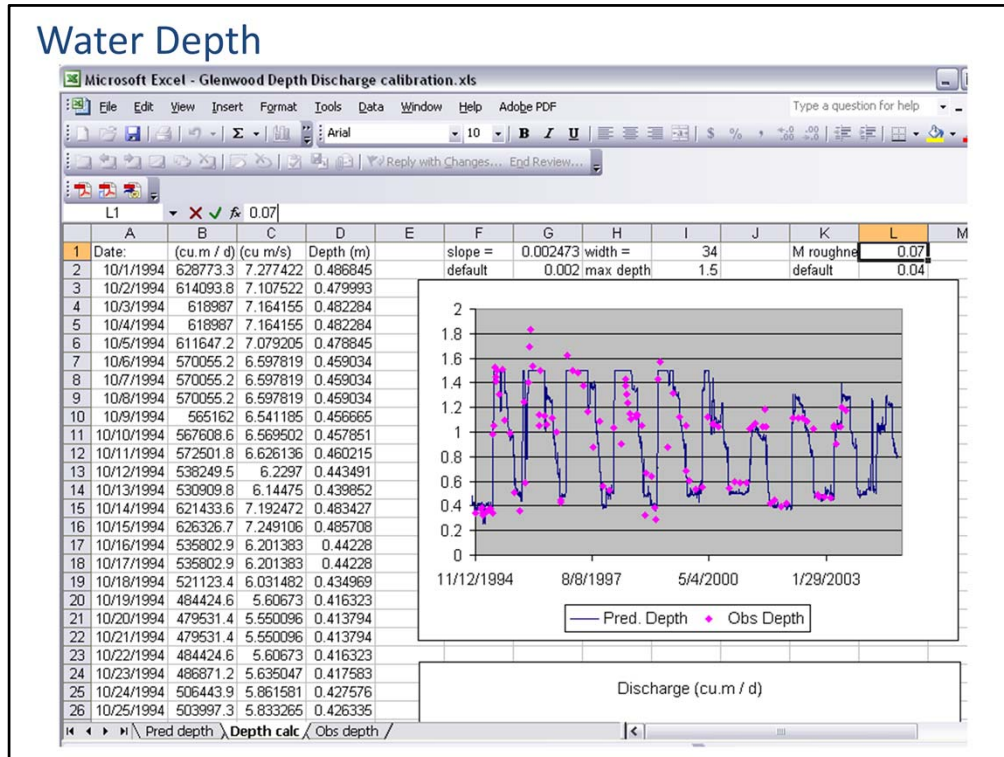 Water Depth
Microsoft Excel - Glenwood Depth Discharge calibration.xls
File Edit View Insert Format Tools Data Window Help Adobe PDF Type a question for help
Arial 10 B I U $ %
Reply with Changes... End Review...
L1 fx 0.07
A B C D E F G H I J K L M
1 Date: (cu.m / d) (cu m/s) Depth (m) slope = 0.002473 width = 34 M roughne 0.07
2 10/1/1994 628773.3 7.277422 0.486845 default 0.002 max depth 1.5 default 0.04
3 10/2/1994 614093.8 7.107522 0.479993
4 10/3/1994 618987 7.164155 0.482284
5 10/4/1994 618987 7.164155 0.482284
6 10/5/1994 611647.2 7.079205 0.478845
7 10/6/1994 570055.2 6.597819 0.459034
8 10/7/1994 570055.2 6.597819 0.459034
9 10/8/1994 570055.2 6.597819 0.459034
10 10/9/1994 565162 6.541185 0.456665
11 10/10/1994 567608.6 6.569502 0.457851
12 10/11/1994 572501.8 6.626136 0.460215
13 10/12/1994 538249.5 6.2297 0.443491
14 10/13/1994 530909.8 6.14475 0.439852
15 10/14/1994 621433.6 7.192472 0.483427
16 10/15/1994 626326.7 7.249106 0.485708
17 10/16/1994 535802.9 6.201383 0.44228
18 10/17/1994 535802.9 6.201383 0.44228
19 10/18/1994 521123.4 6.031482 0.434969
20 10/19/1994 484424.6 5.60673 0.416323
21 10/20/1994 479531.4 5.550096 0.413794
22 10/21/1994 479531.4 5.550096 0.413794
23 10/22/1994 484424.6 5.60673 0.416323
24 10/23/1994 486871.2 5.635047 0.417583
25 10/24/1994 506443.9 5.861581 0.427576
26 10/25/1994 503997.3 5.833265 0.426335
2
1.8
1.6
1.4
1.2
1
0.8
0.6
0.4
0.2
0
11/12/1994 8/8/1997 5/4/2000 1/29/2003
Pred. Depth Obs Depth
Discharge (cu.m / d)
Pred depth Depth calc Obs depth